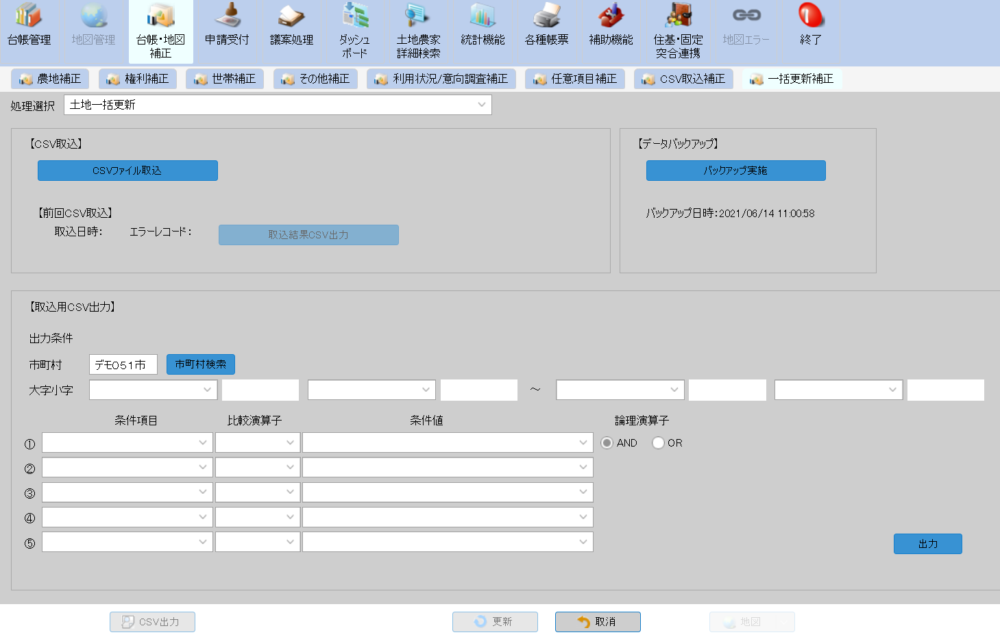 台帳管理
地図管理
台帳・地図
補正
申請受付
議案処理
ダッシュ
ボード
土地農家
詳細検索
統計機能
各種帳票
補助機能
住基・固定
突合連携
地図エラー
終了
農地補正
権利補正
世帯補正
その他補正
利用状況/意向調査補正
任意項目補正
CSV取込補正
一括更新補正
処理選択 土地一括更新
【CSV取込】
CSVファイル取込
【前回CSV取込】
取込日時： エラーレコード：
取込結果CSV出力
【データバックアップ】
バックアップ実施
バックアップ日時：2021/06/14 11:00:58
【取込用CSV出力】
出力条件
市町村 デモ０５１市 市町村検索
大字小字 ～
条件項目 比較演算子 条件値 論理演算子
① AND OR
②
③
④
⑤
出力
CSV出力
更新
取消
地図